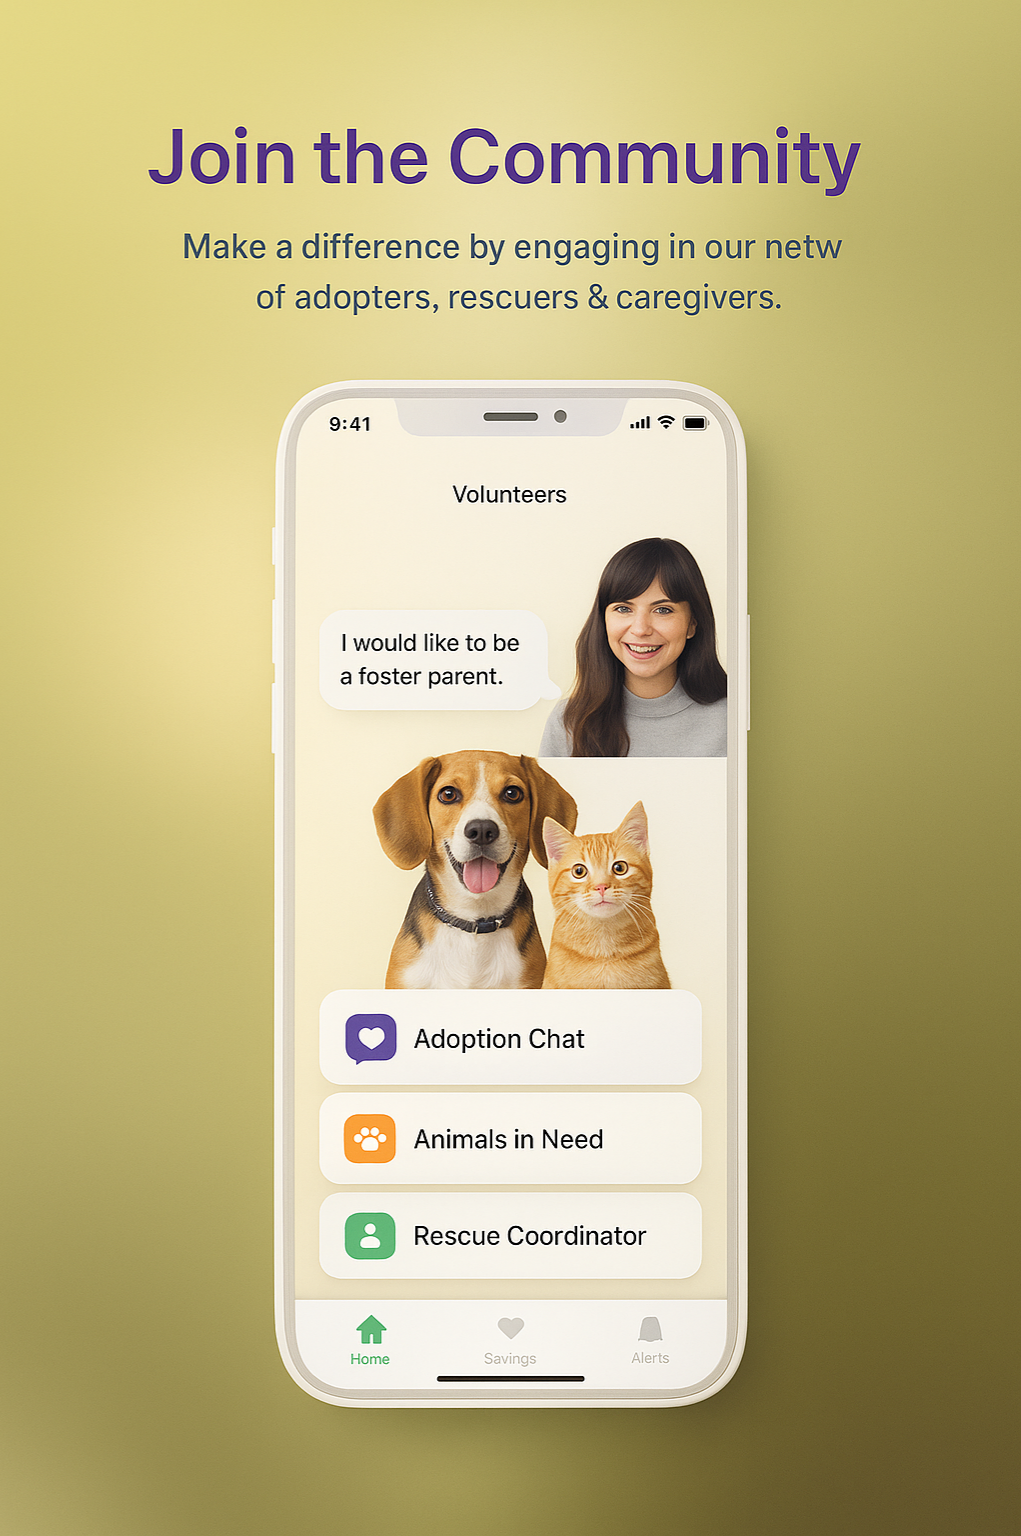 Join the Community
Make a difference by engaging in our netw
of adopters, rescuers & caregivers.
9:41
Volunteers
I would like to be
a foster parent.
Adoption Chat
Animals in Need
Rescue Coordinator
Home
Savings
Alerts